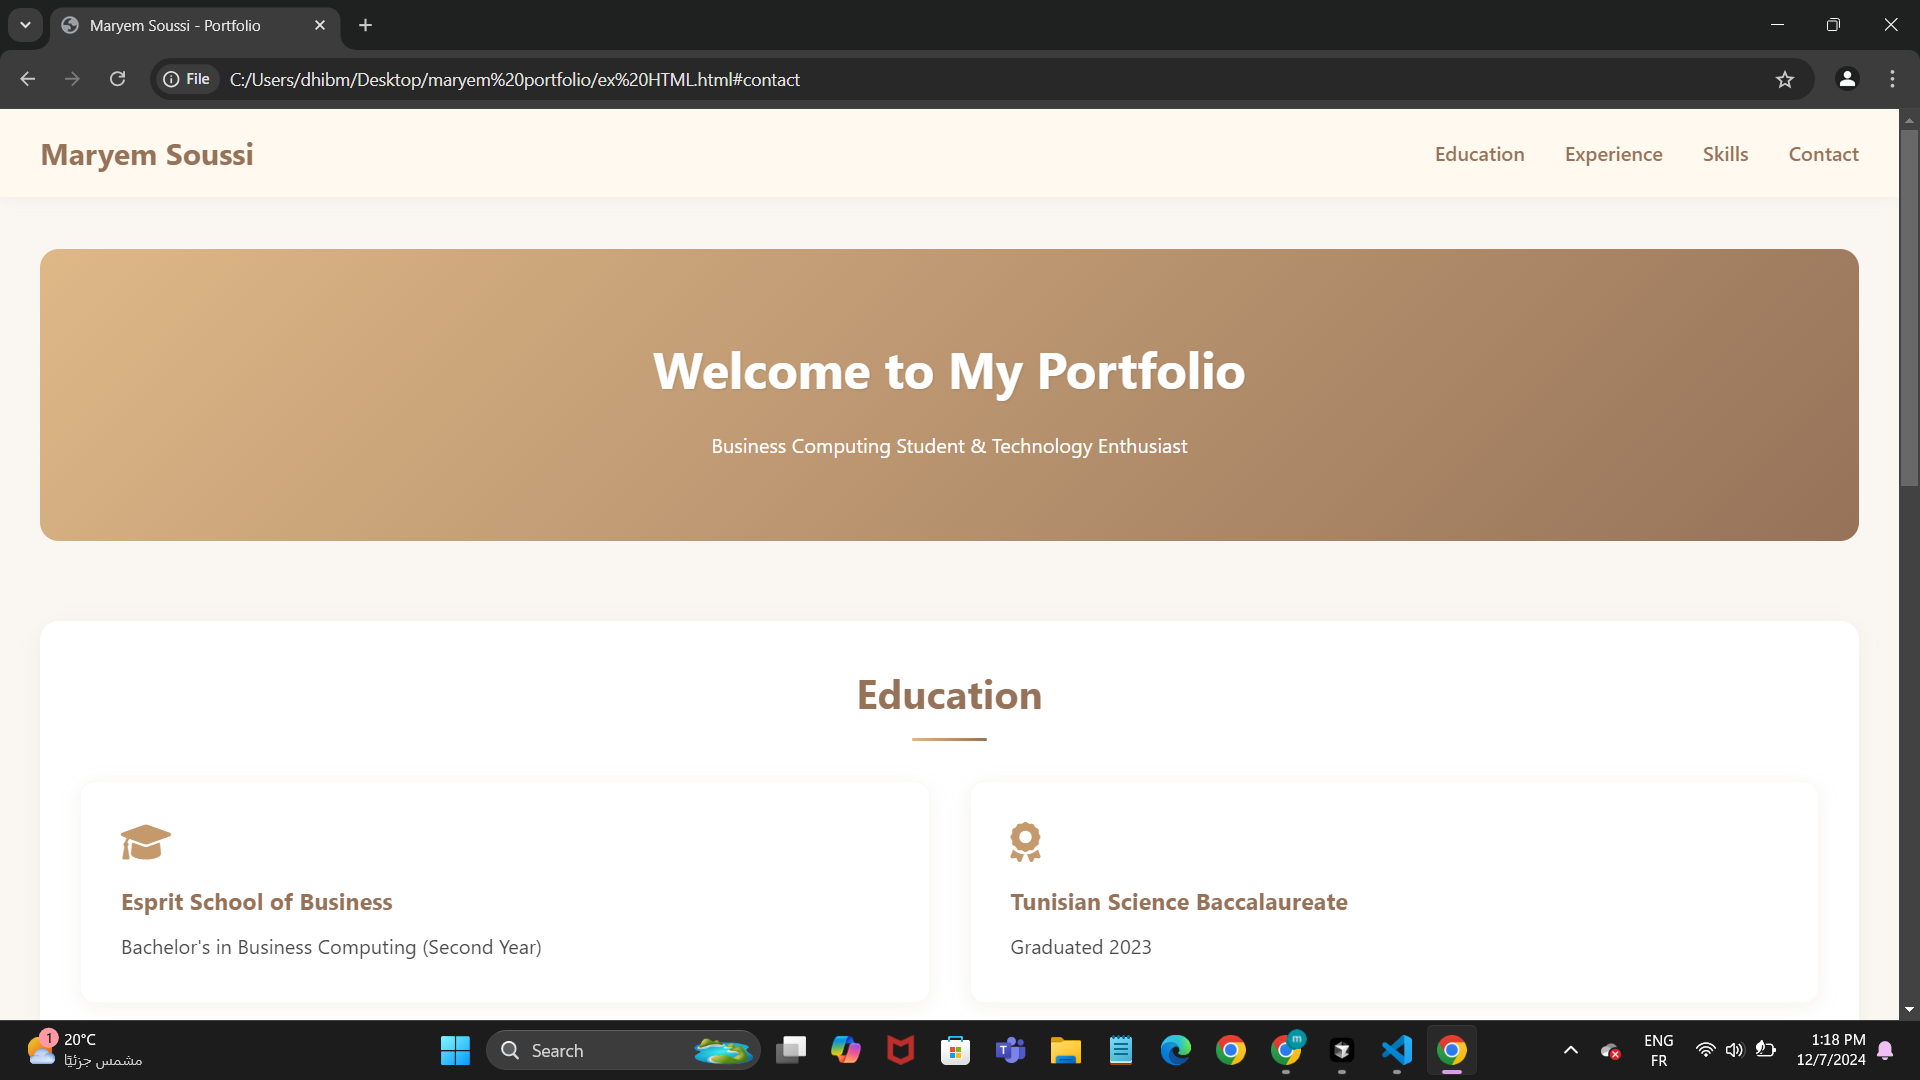 Maryem Soussi - Portfolio
File
C:/Users/dhibm/Desktop/maryem%20portfolio/ex%20HTML.html#contact
Maryem Soussi
Education
Experience
Skills
Contact
Welcome to My Portfolio
Business Computing Student & Technology Enthusiast
Education
Esprit School of Business
Bachelor's in Business Computing (Second Year)
Tunisian Science Baccalaureate
Graduated 2023
1
20°C
مشمس جزئيًا
Search
m
ENG
FR
1:18 PM
12/7/2024